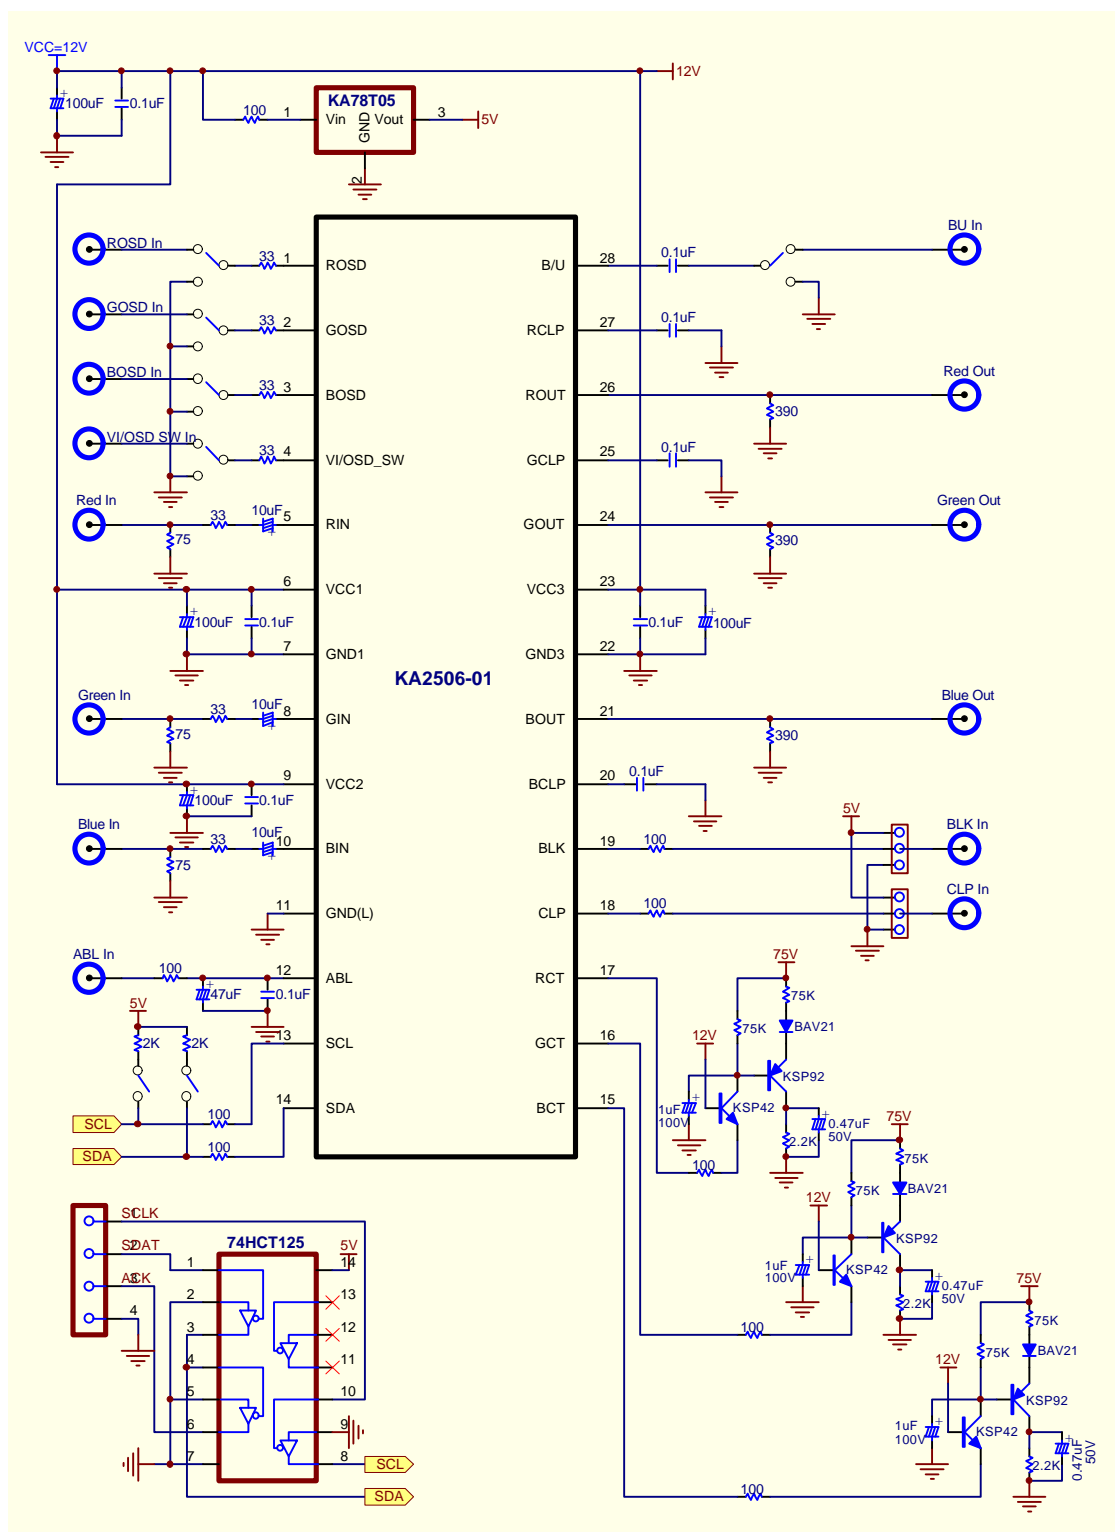 VCC=12V
12V
100uF
0.1uF
100
1
KA78T05
Vin
GND
Vout
2
3
5V
ROSD In
33
1
ROSD
GOSD In
33
2
GOSD
BOSD In
33
3
BOSD
VI/OSD SW In
33
4
VI/OSD_SW
Red In
33
10uF
5
RIN
75
6
VCC1
100uF
0.1uF
7
GND1
KA2506-01
Green In
33
10uF
8
GIN
75
9
VCC2
100uF
0.1uF
Blue In
33
10uF
10
BIN
75
11
GND(L)
ABL In
100
12
ABL
47uF
0.1uF
5V
2K
2K
13
SCL
14
SDA
SCL
100
SDA
100
B/U
28
0.1uF
BU In
RCLP
27
0.1uF
ROUT
26
Red Out
390
GCLP
25
0.1uF
GOUT
24
Green Out
390
VCC3
23
0.1uF
100uF
GND3
22
BOUT
21
Blue Out
390
BCLP
20
0.1uF
5V
BLK
19
100
BLK In
CLP
18
100
CLP In
RCT
17
GCT
16
BCT
15
75V
75K
75K
BAV21
12V
KSP92
1uF
100V
KSP42
0.47uF
50V
2.2K
100
75V
75K
75K
BAV21
12V
KSP92
1uF
100V
KSP42
0.47uF
50V
2.2K
100
75V
75K
75K
BAV21
12V
KSP92
1uF
100V
KSP42
0.47uF
50V
2.2K
100
1
SCLK
2
SDAT
3
ACK
4
74HCT125
5V
1
2
3
4
5
6
7
14
13
12
11
10
9
8
SCL
SDA